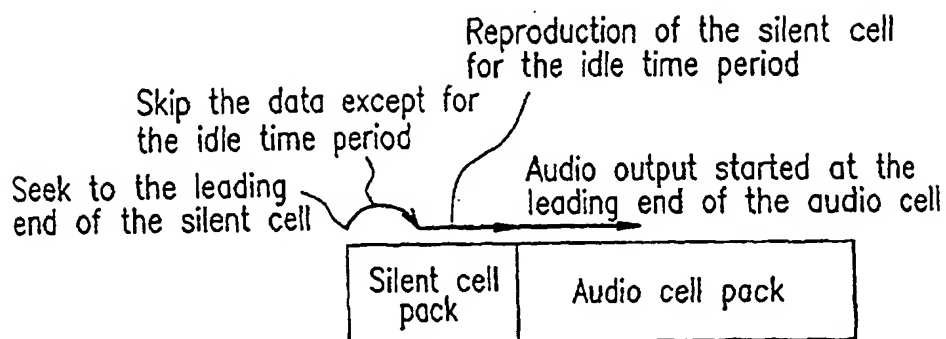 Reproduction of the silent cell
for the idle time period
Skip the data except for
the idle time period
Seek to the leading
end of the silent cell
Audio output started at the
leading end of the audio cell
Silent cell
pack
Audio cell pack